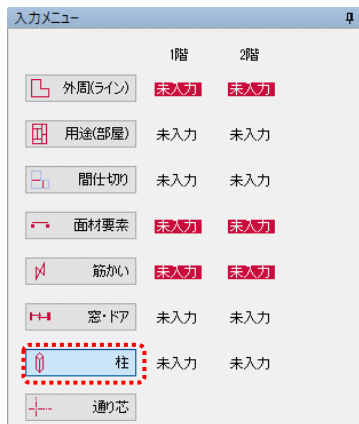 入力メニュー
1階 2階
外周(ライン) 未入力 未入力
用途(部屋) 未入力 未入力
間仕切り 未入力 未入力
面材要素 未入力 未入力
筋かい 未入力 未入力
窓・ドア 未入力 未入力
柱 未入力 未入力
通り芯